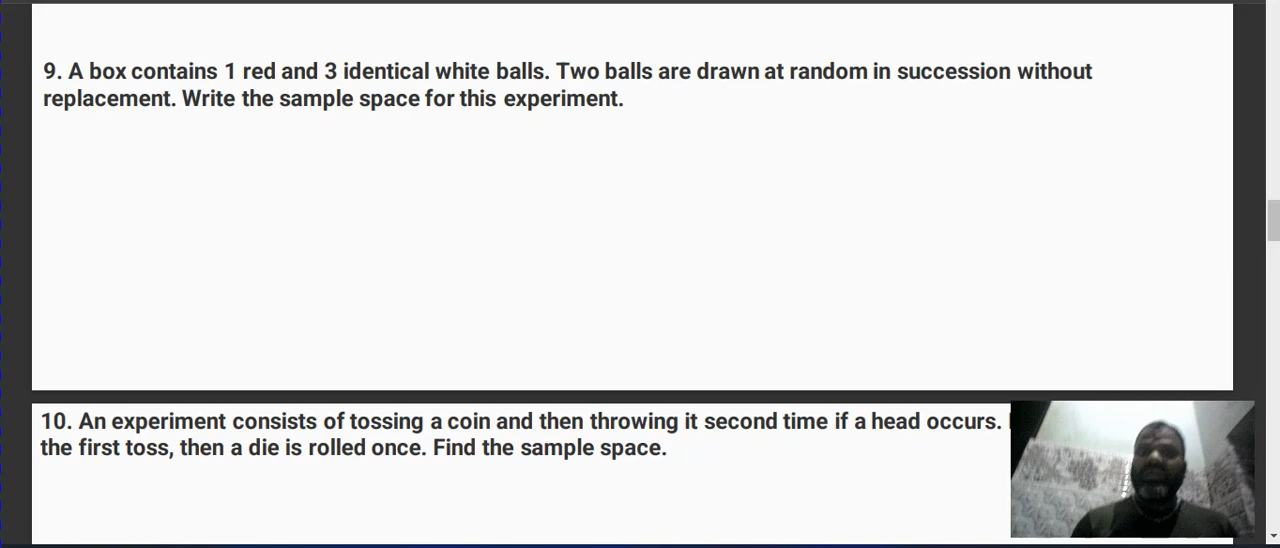 9. A box contains 1 red and 3 identical white balls. Two balls are drawn at random in succession without
replacement. Write the sample space for this experiment.
10. An experiment consists of tossing a coin and then throwing it second time if a head occurs.
the first toss, then a die is rolled once. Find the sample space.